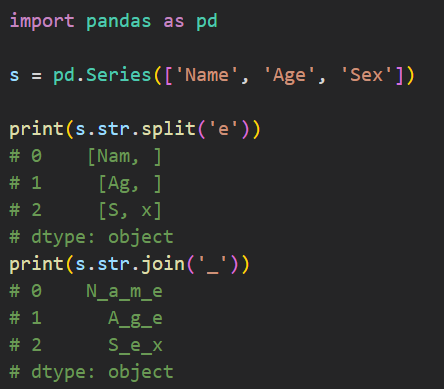 import pandas as pd
s = pd.Series(['Name', 'Age', 'Sex'])
print(s.str.split('e'))
# 0    [Nam, ]
# 1     [Ag, ]
# 2     [S, x]
# dtype: object
print(s.str.join('_'))
# 0    N_a_m_e
# 1      A_g_e
# 2      S_e_x
# dtype: object